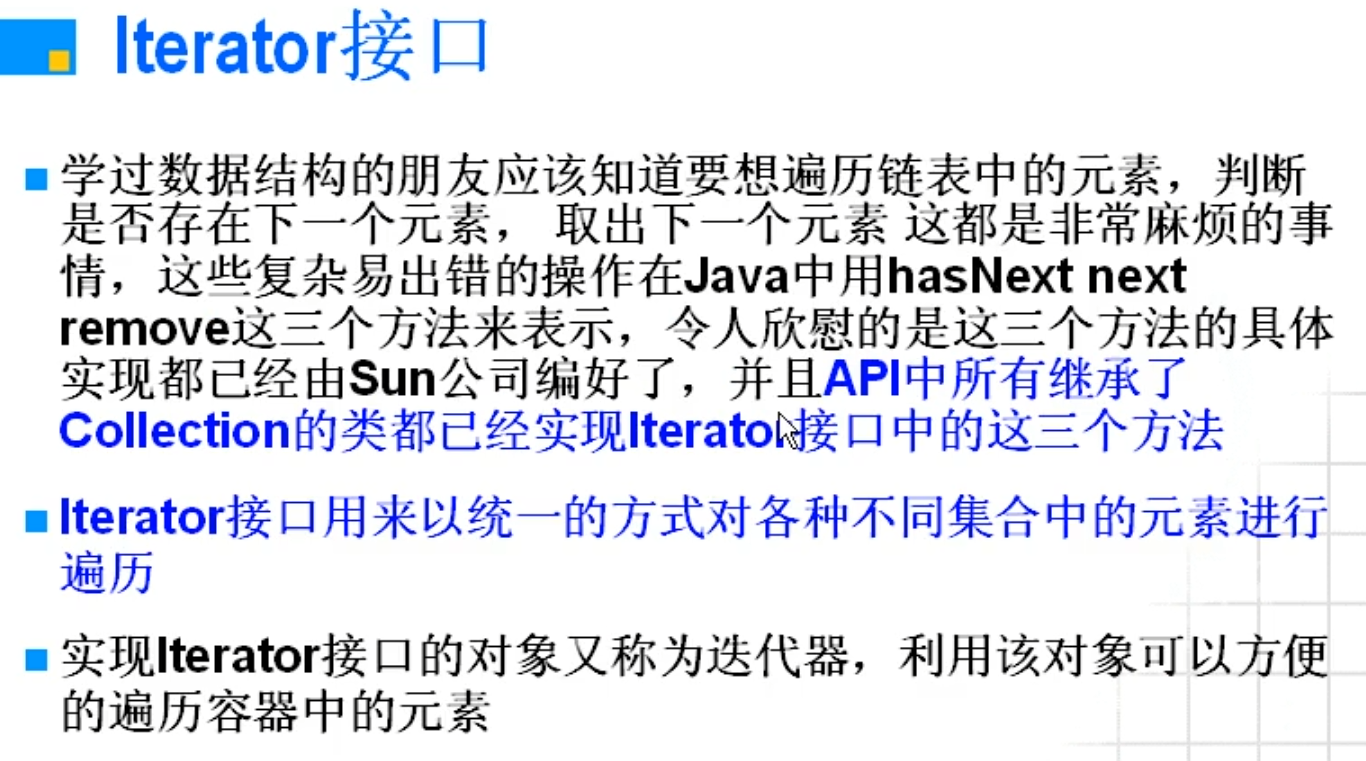 Iterator接口
学过数据结构的朋友应该知道要想遍历链表中的元素，判断
是否存在下一个元素， 取出下一个元素 这都是非常麻烦的事
情，这些复杂易出错的操作在Java中用hasNext next
remove这三个方法来表示，令人欣慰的是这三个方法的具体
实现都已经由Sun公司编好了，并且API中所有继承了
Collection的类都已经实现Iterator接口中的这三个方法
Iterator接口用来以统一的方式对各种不同集合中的元素进行
遍历
实现Iterator接口的对象又称为迭代器，利用该对象可以方便
的遍历容器中的元素